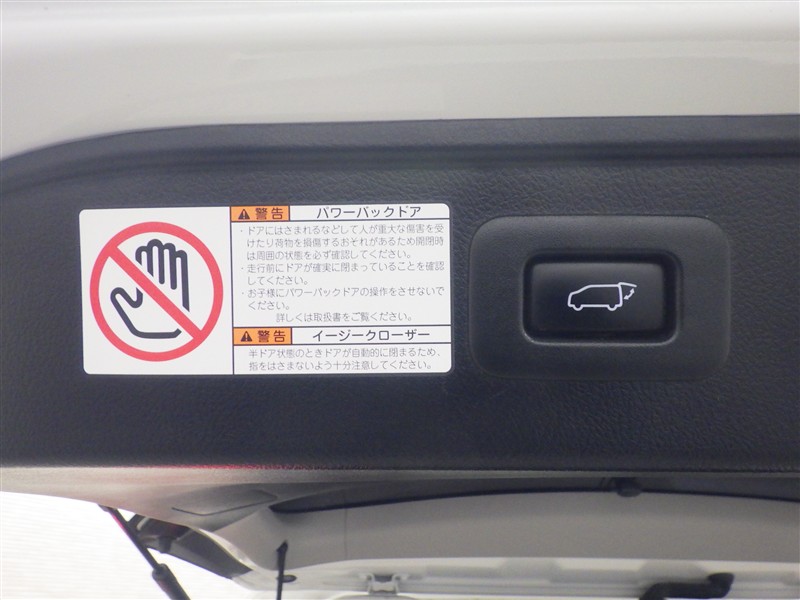 警告 パワーバックドア
・ドアにはさまれるなどして人が重大な傷害を受
けたり荷物を損傷するおそれがあるため開閉時
は周囲の状態を必ず確認してください。
・走行前にドアが確実に閉まっていることを確認
してください。
・お子様にパワーバックドアの操作をさせないで
ください。
詳しくは取扱書をご覧ください。
警告 イージークローザー
半ドア状態のときドアが自動的に閉まるため、
指をはさまないよう十分注意してください。